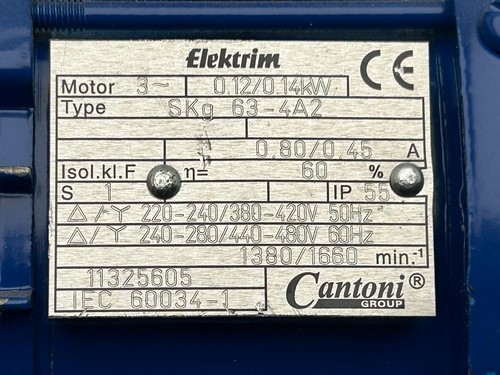 Elektrim
CE
Motor 3~ 0.12/0.14kW
Type SKg 63-4A2
0.80/0.45 A
Isol.kl.F η= 60 %
S 1 IP 55
△/Y 220-240/380-420V 50Hz
△/Y 240-280/440-480V 60Hz
1380/1660 min.-1
11325605
IEC 60034-1
Cantoni®
GROUP